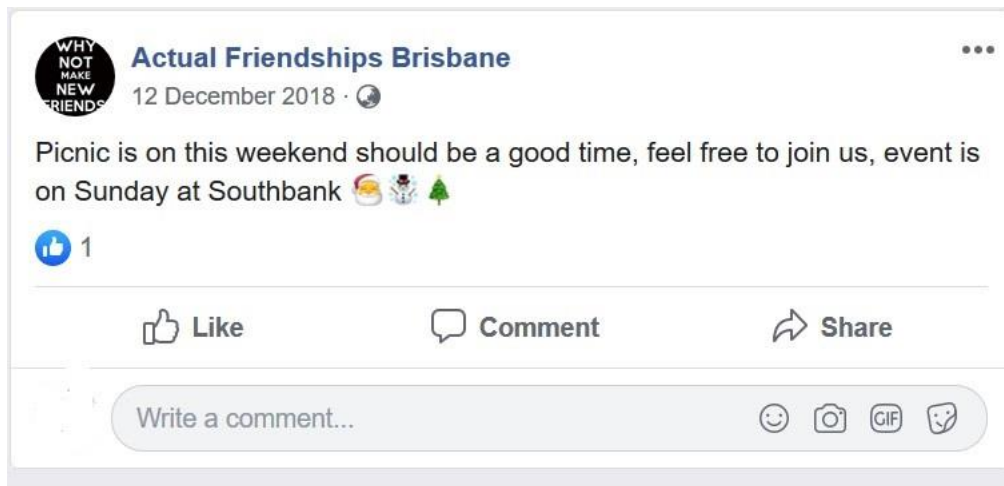 WHY
NOT
MAKE
NEW
FRIENDS
Actual Friendships Brisbane
12 December 2018 ·
Picnic is on this weekend should be a good time, feel free to join us, event is
on Sunday at Southbank 🎅☃️🎄
1
Like Comment Share
Write a comment... GIF